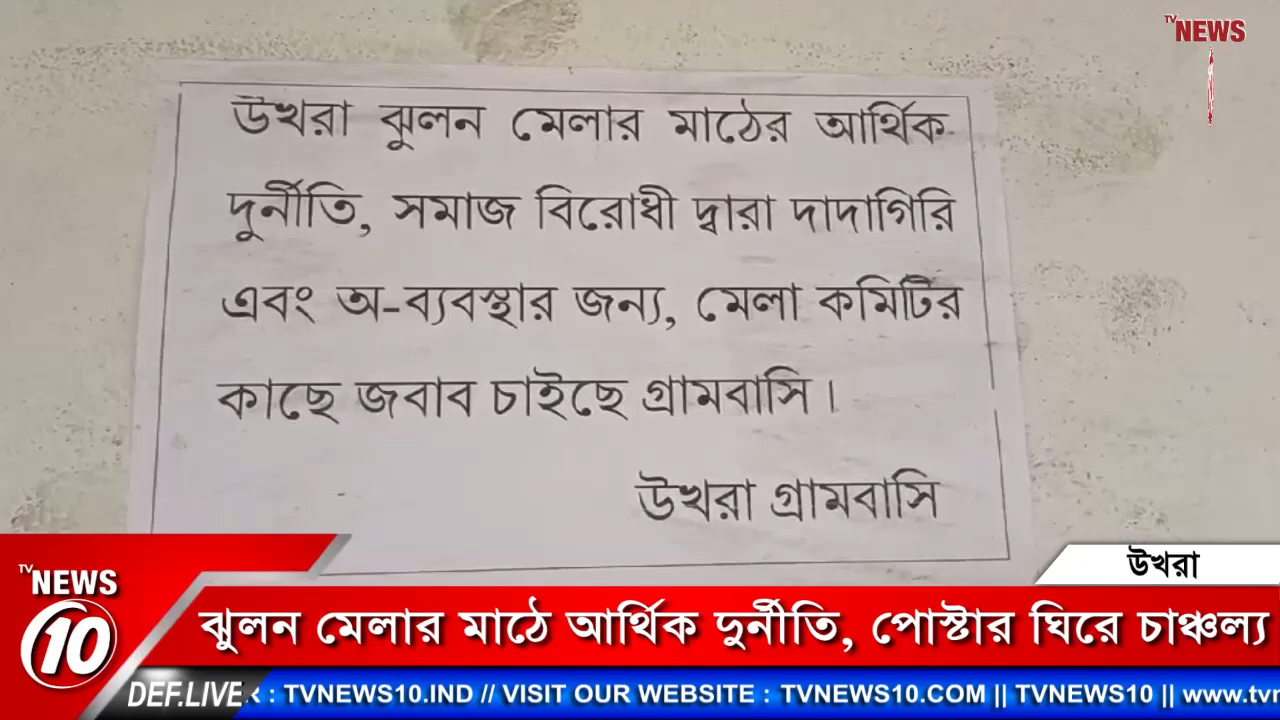 TV NEWS
উখরা ঝুলন মেলার মাঠের আর্থিক
দুর্নীতি, সমাজ বিরোধী দ্বারা দাদাগিরি
এবং অ-ব্যবস্থার জন্য, মেলা কমিটির
কাছে জবাব চাইছে গ্রামবাসি।
উখরা গ্রামবাসি
উখরা
TV NEWS
10
ঝুলন মেলার মাঠে আর্থিক দুর্নীতি, পোস্টার ঘিরে চাঞ্চল্য
DEF.LIVE
: TVNEWS10.IND // VISIT OUR WEBSITE : TVNEWS10.COM || TVNEWS10 || www.tv